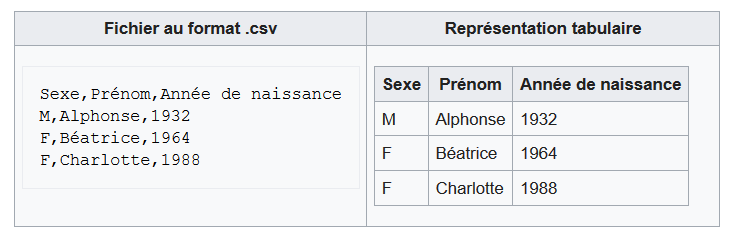 Fichier au format .csv
Représentation tabulaire
Sexe,Prénom,Année de naissance
M,Alphonse,1932
F,Béatrice,1964
F,Charlotte,1988
Sexe Prénom Année de naissance
M Alphonse 1932
F Béatrice 1964
F Charlotte 1988